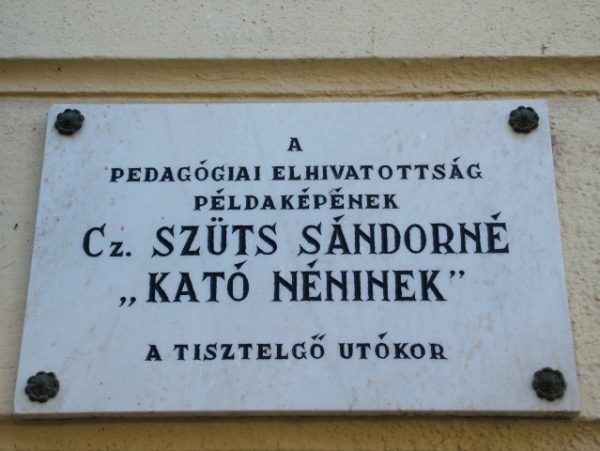 A
PEDAGÓGIAI ELHIVATOTTSÁG
PÉLDAKÉPÉNEK
Cz. SZÜTS SÁNDORNÉ
„KATÓ NÉNINEK”
A TISZTELGŐ UTÓKOR